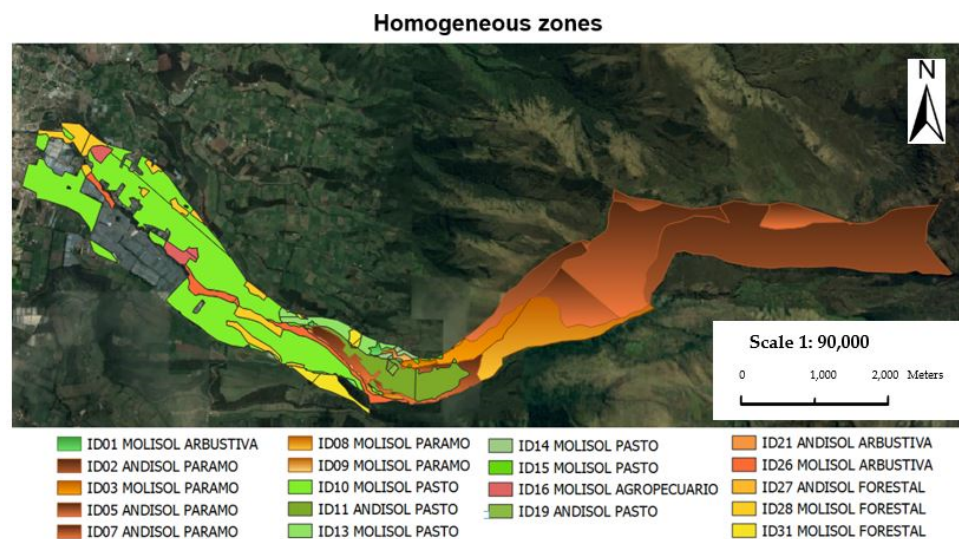 Homogeneous zones
N
Scale 1: 90,000
0 1,000 2,000 Meters
ID01 MOLISOL ARBUSTIVA
ID02 ANDISOL PARAMO
ID03 MOLISOL PARAMO
ID05 ANDISOL PARAMO
ID07 ANDISOL PARAMO
ID08 MOLISOL PARAMO
ID09 MOLISOL PARAMO
ID10 MOLISOL PASTO
ID11 ANDISOL PASTO
ID13 MOLISOL PASTO
ID14 MOLISOL PASTO
ID15 MOLISOL PASTO
ID16 MOLISOL AGROPECUARIO
ID19 ANDISOL PASTO
ID21 ANDISOL ARBUSTIVA
ID26 MOLISOL ARBUSTIVA
ID27 ANDISOL FORESTAL
ID28 MOLISOL FORESTAL
ID31 MOLISOL FORESTAL